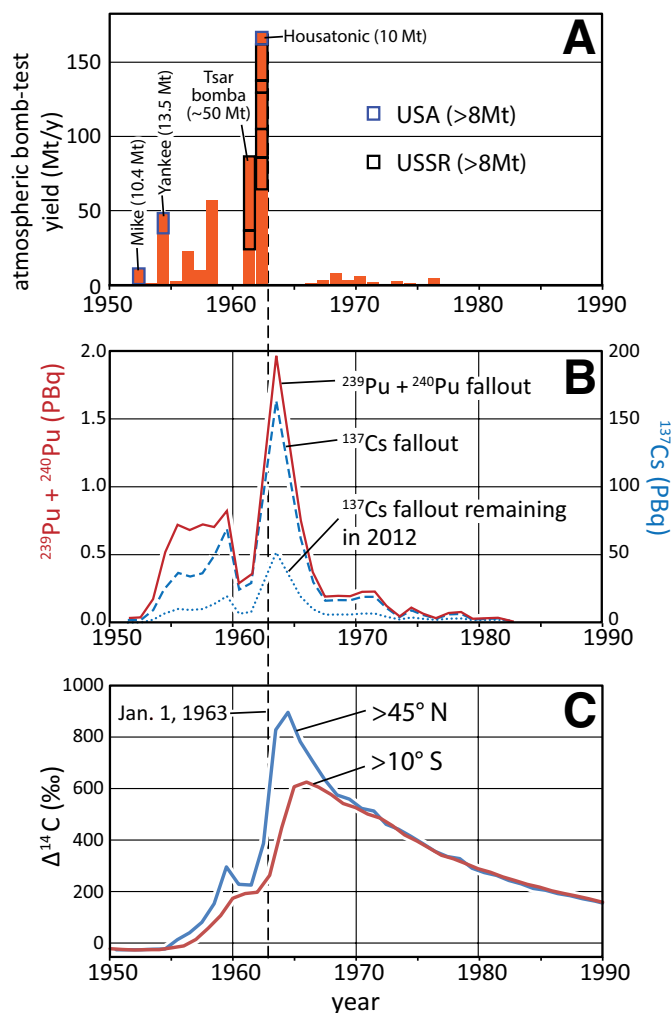 A
atmospheric bomb-test
yield (Mt/y)
150
100
50
0
1950
1960
1970
1980
1990
Mike (10.4 Mt)
Yankee (13.5 Mt)
Tsar
bomba
(~50 Mt)
Housatonic (10 Mt)
USA (>8Mt)
USSR (>8Mt)
B
²³⁹Pu + ²⁴⁰Pu (PBq)
2.0
1.5
1.0
0.5
0.0
200
150
100
50
0
¹³⁷Cs (PBq)
²³⁹Pu + ²⁴⁰Pu fallout
¹³⁷Cs fallout
¹³⁷Cs fallout remaining
in 2012
1950
1960
1970
1980
1990
C
Δ¹⁴C (‰)
1000
800
600
400
200
0
Jan. 1, 1963
>45° N
>10° S
1950
1960
1970
1980
1990
year